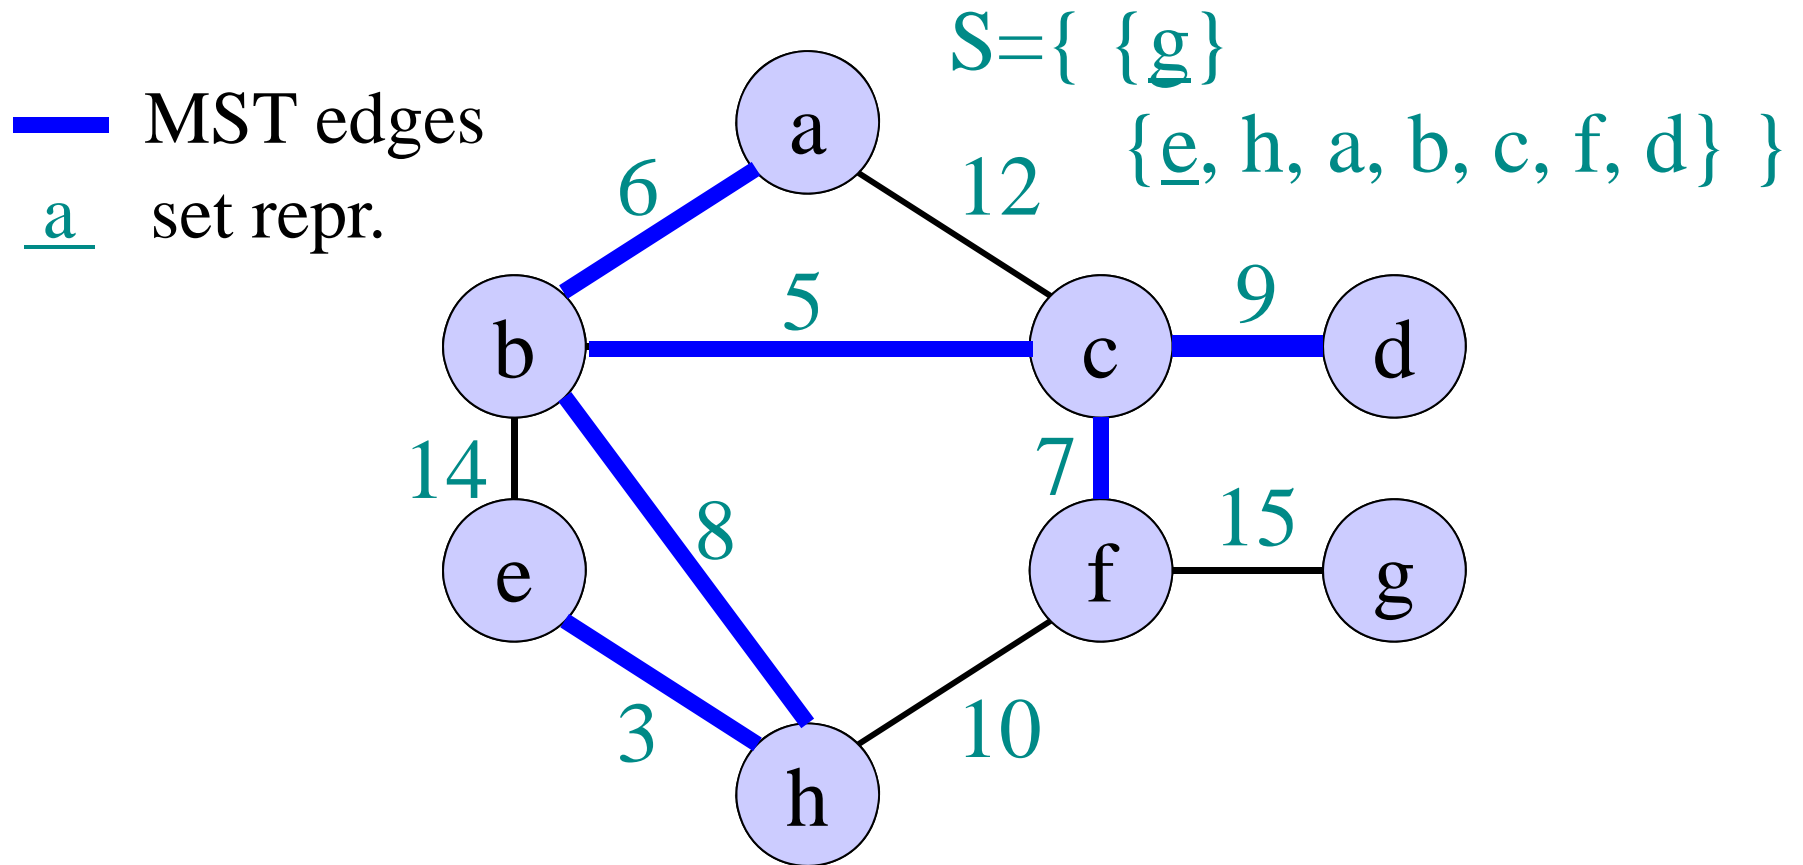 S={ {g}
MST edges
{e, h, a, b, c, f, d} }
a set repr.
a
6
12
5
9
b
c
d
14
7
8
15
e
f
g
3
10
h